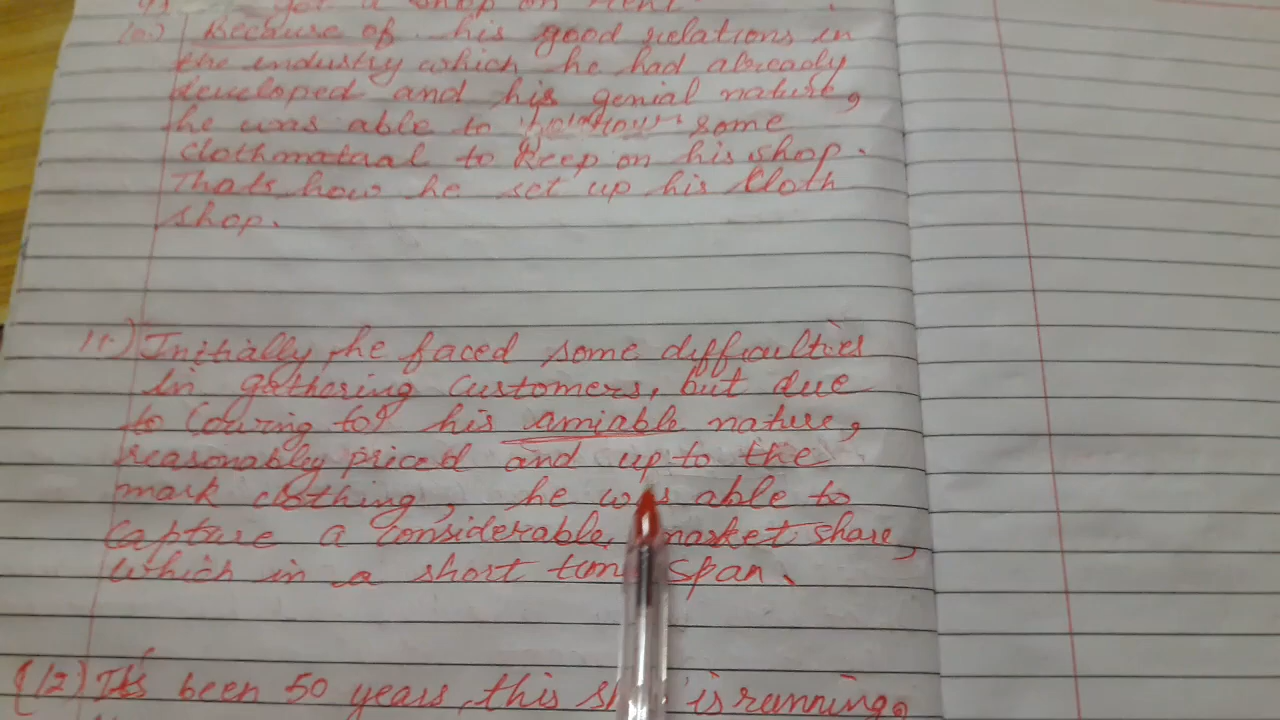 10.) Because of his good relations in
the industry which he had already
developed and his genial nature,
he was able to some
clothmataal to keep on his shop.
Thats how he set up his Cloth
shop.
11.) Initially, he faced some difficulties
in gathering customers, but due
to (owing to) his amiable nature,
reasonably priced and up to the
mark clothing, he was able to
capture a considerable market share,
which in a short time span.
(12) It's been 50 years, this is running,